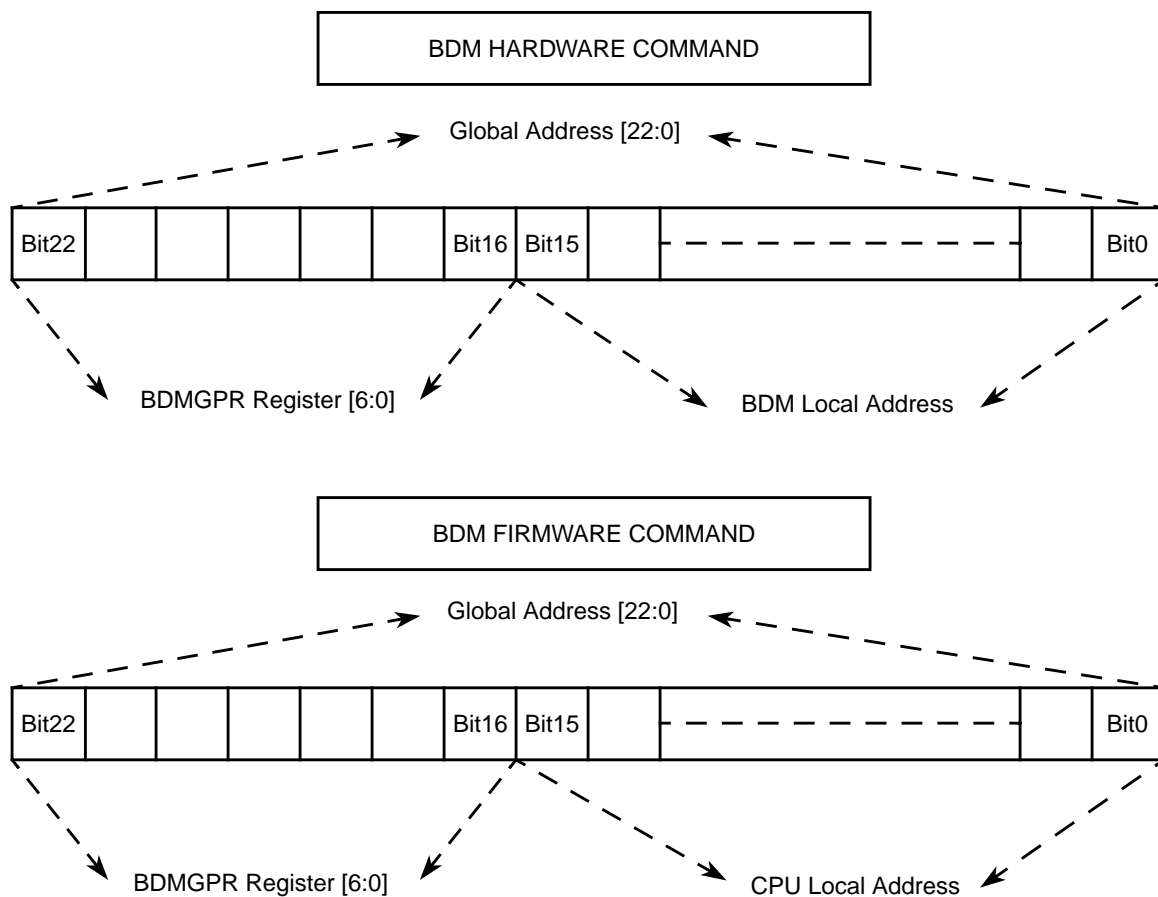 BDM HARDWARE COMMAND
Global Address [22:0]
Bit22 Bit16 Bit15 Bit0
BDMGPR Register [6:0] BDM Local Address
BDM FIRMWARE COMMAND
Global Address [22:0]
Bit22 Bit16 Bit15 Bit0
BDMGPR Register [6:0] CPU Local Address